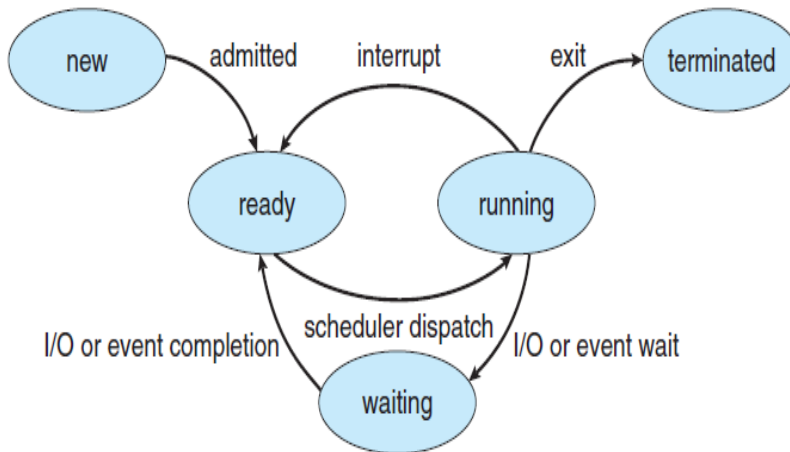 new
admitted
interrupt
exit
terminated
ready
running
I/O or event completion
scheduler dispatch
I/O or event wait
waiting